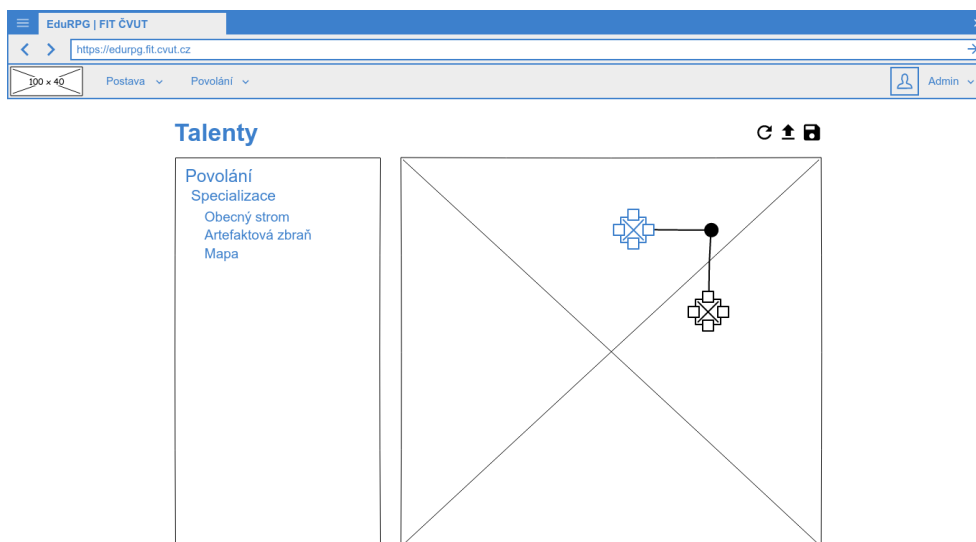 EduRPG | FIT ČVUT
https://edurpg.fit.cvut.cz
100 × 40 Postava Povolání Admin
Talenty
Povolání
Specializace
Obecný strom
Artefaktová zbraň
Mapa